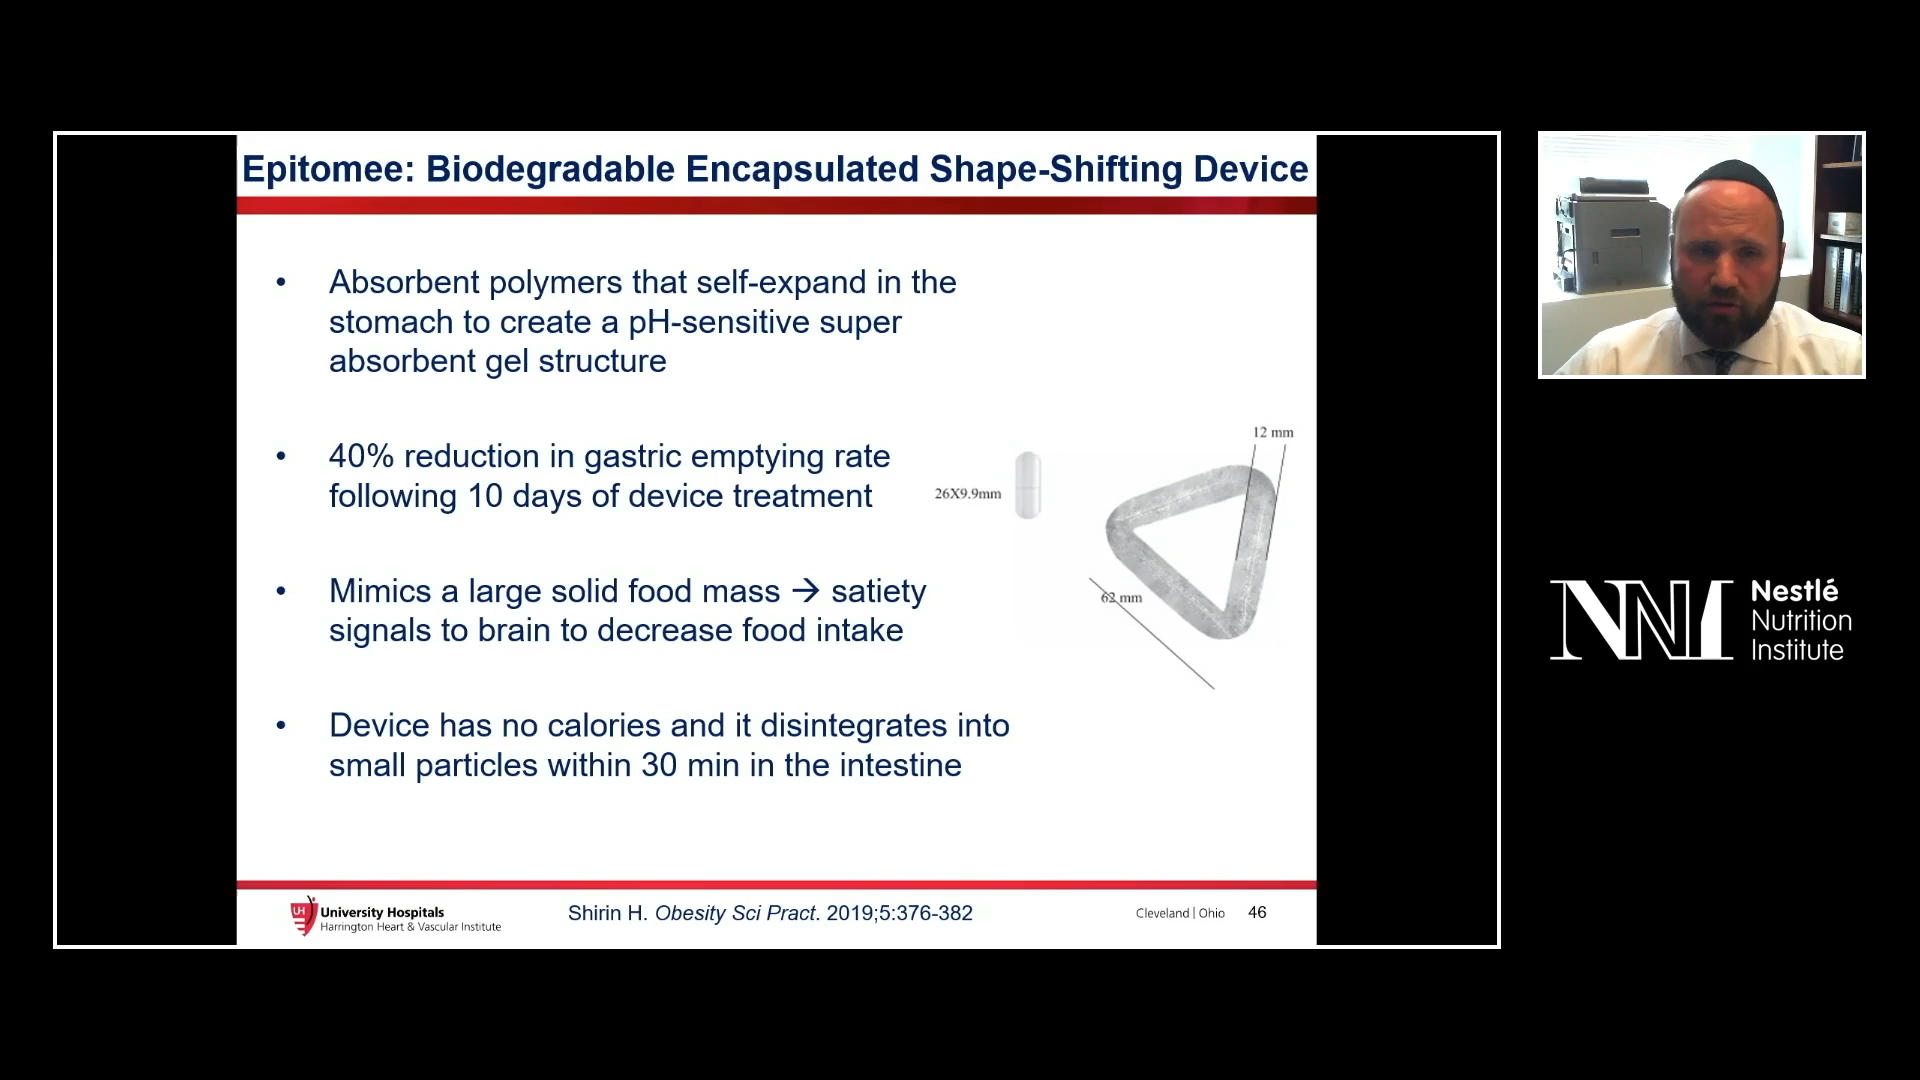 Epitomee: Biodegradable Encapsulated Shape-Shifting Device
• Absorbent polymers that self-expand in the
stomach to create a pH-sensitive super
absorbent gel structure
• 40% reduction in gastric emptying rate
following 10 days of device treatment
• Mimics a large solid food mass → satiety
signals to brain to decrease food intake
• Device has no calories and it disintegrates into
small particles within 30 min in the intestine
26X9.9mm
12 mm
62 mm
UH
University Hospitals
Harrington Heart & Vascular Institute
Shirin H. Obesity Sci Pract. 2019;5:376-382
Cleveland | Ohio 46
NNI
Nestlé
Nutrition
Institute